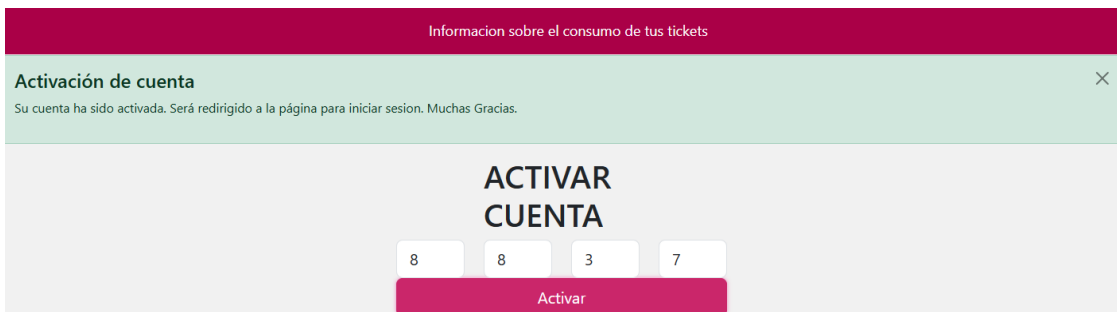 Informacion sobre el consumo de tus tickets
Activación de cuenta
Su cuenta ha sido activada. Será redirigido a la página para iniciar sesion. Muchas Gracias.
ACTIVAR
CUENTA
8 8 3 7
Activar